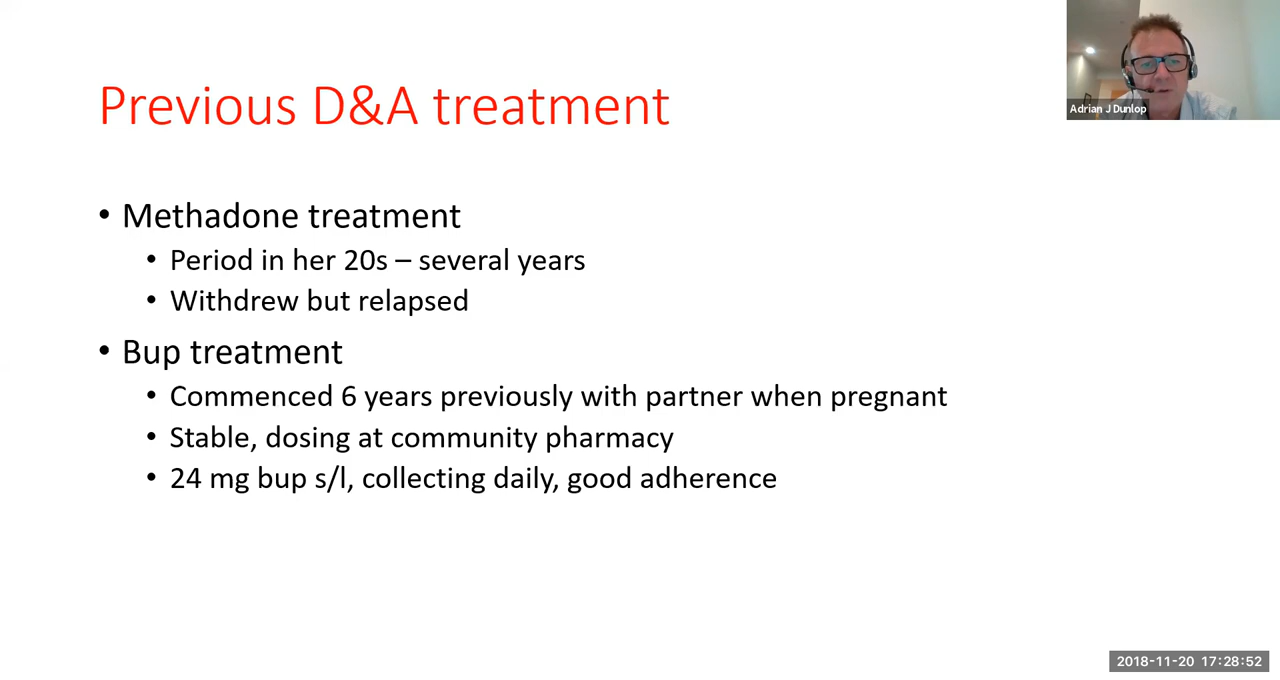 Previous D&A treatment
Adrian J Dunlop
• Methadone treatment
• Period in her 20s – several years
• Withdrew but relapsed
• Bup treatment
• Commenced 6 years previously with partner when pregnant
• Stable, dosing at community pharmacy
• 24 mg bup s/l, collecting daily, good adherence
2018-11-20 17:28:52